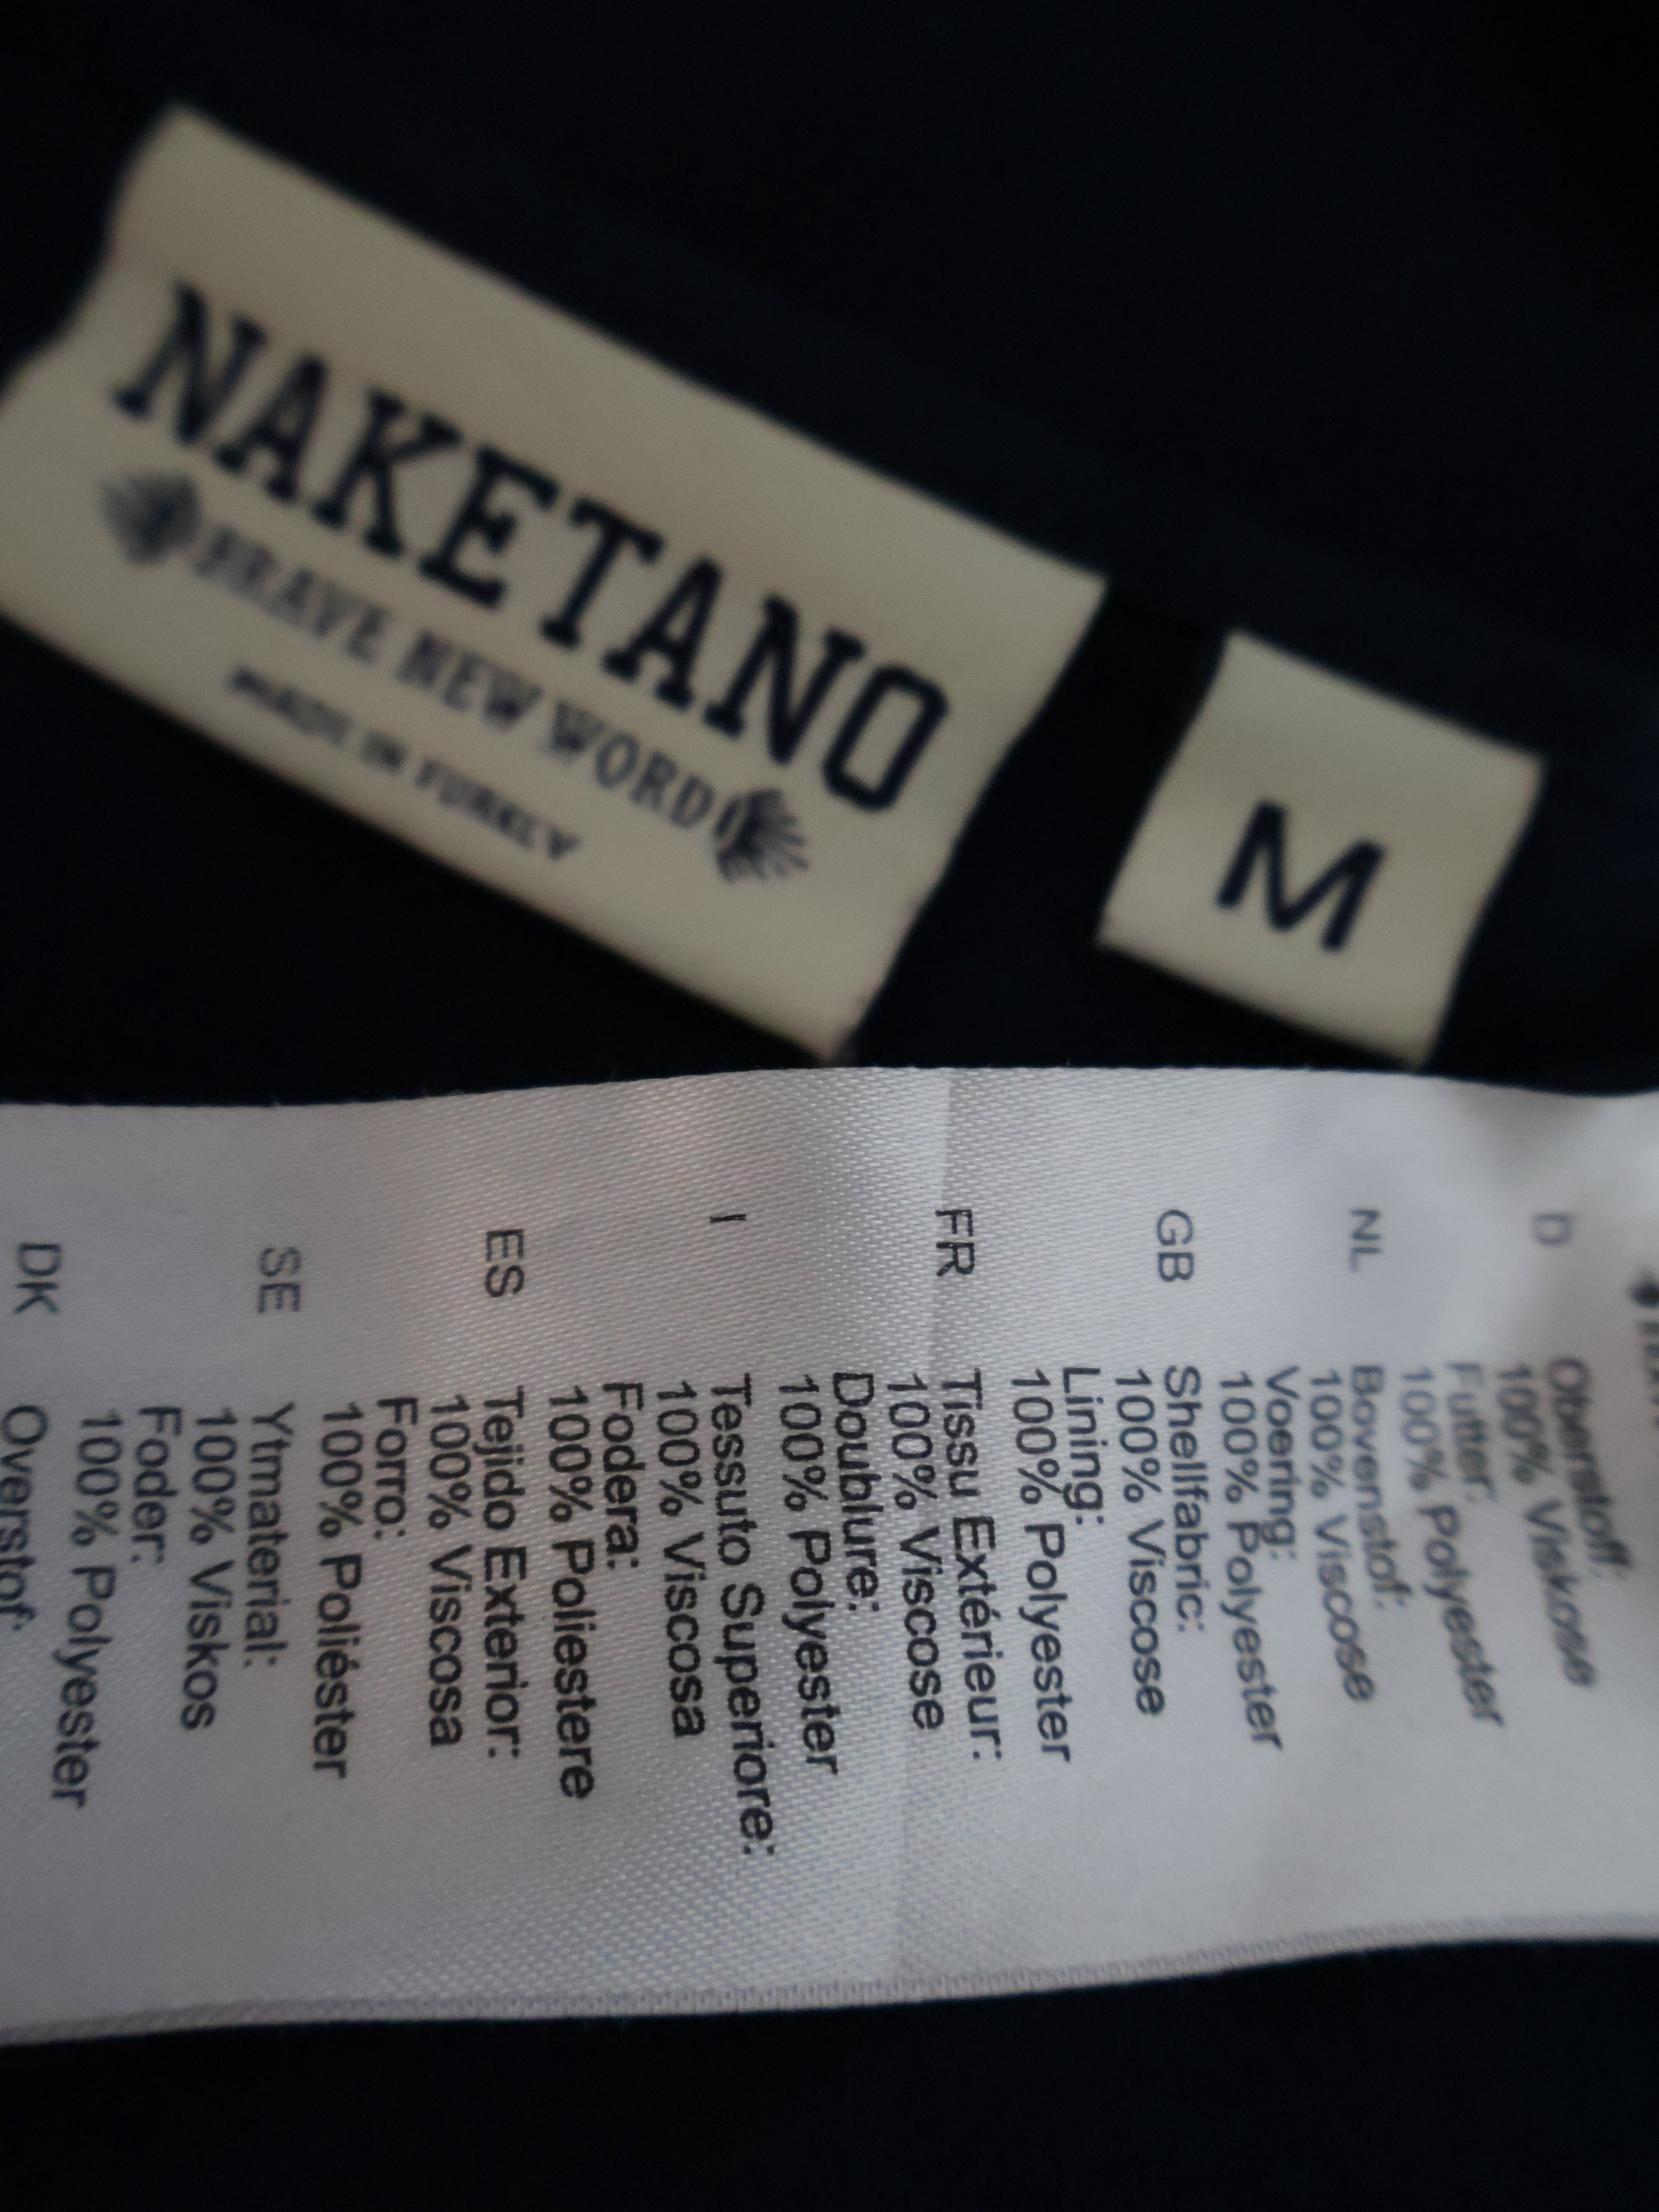 NAKETANO
BRAVE NEW WORD
MADE IN TURKEY
M
D
Oberstoff:
100% Viskose
Futter:
100% Polyester
NL
Bovenstof:
100% Viscose
Voering:
100% Polyester
GB
Shellfabric:
100% Viscose
Lining:
100% Polyester
FR
Tissu Extérieur:
100% Viscose
Doublure:
100% Polyester
I
Tessuto Superiore:
100% Viscosa
Fodera:
100% Poliestere
ES
Tejido Exterior:
100% Viscosa
Forro:
100% Poliéster
SE
Ytmaterial:
100% Viskos
Foder:
100% Polyester
DK
Overstof: